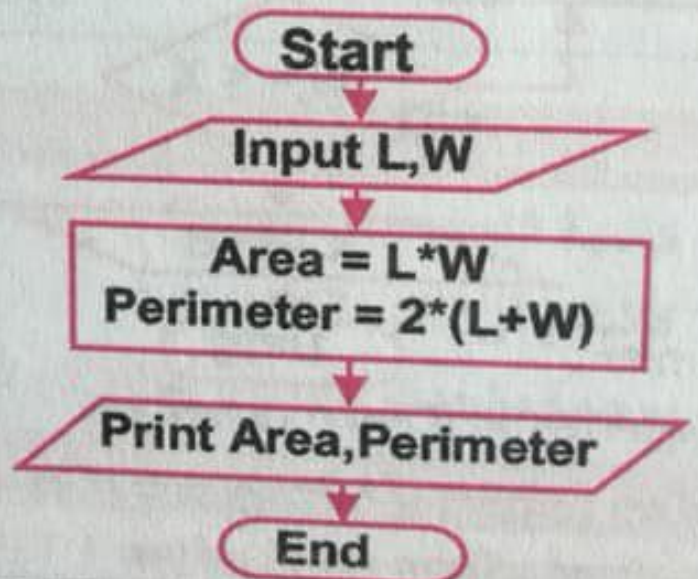 Start
Input L,W
Area = L*W
Perimeter = 2*(L+W)
Print Area,Perimeter
End